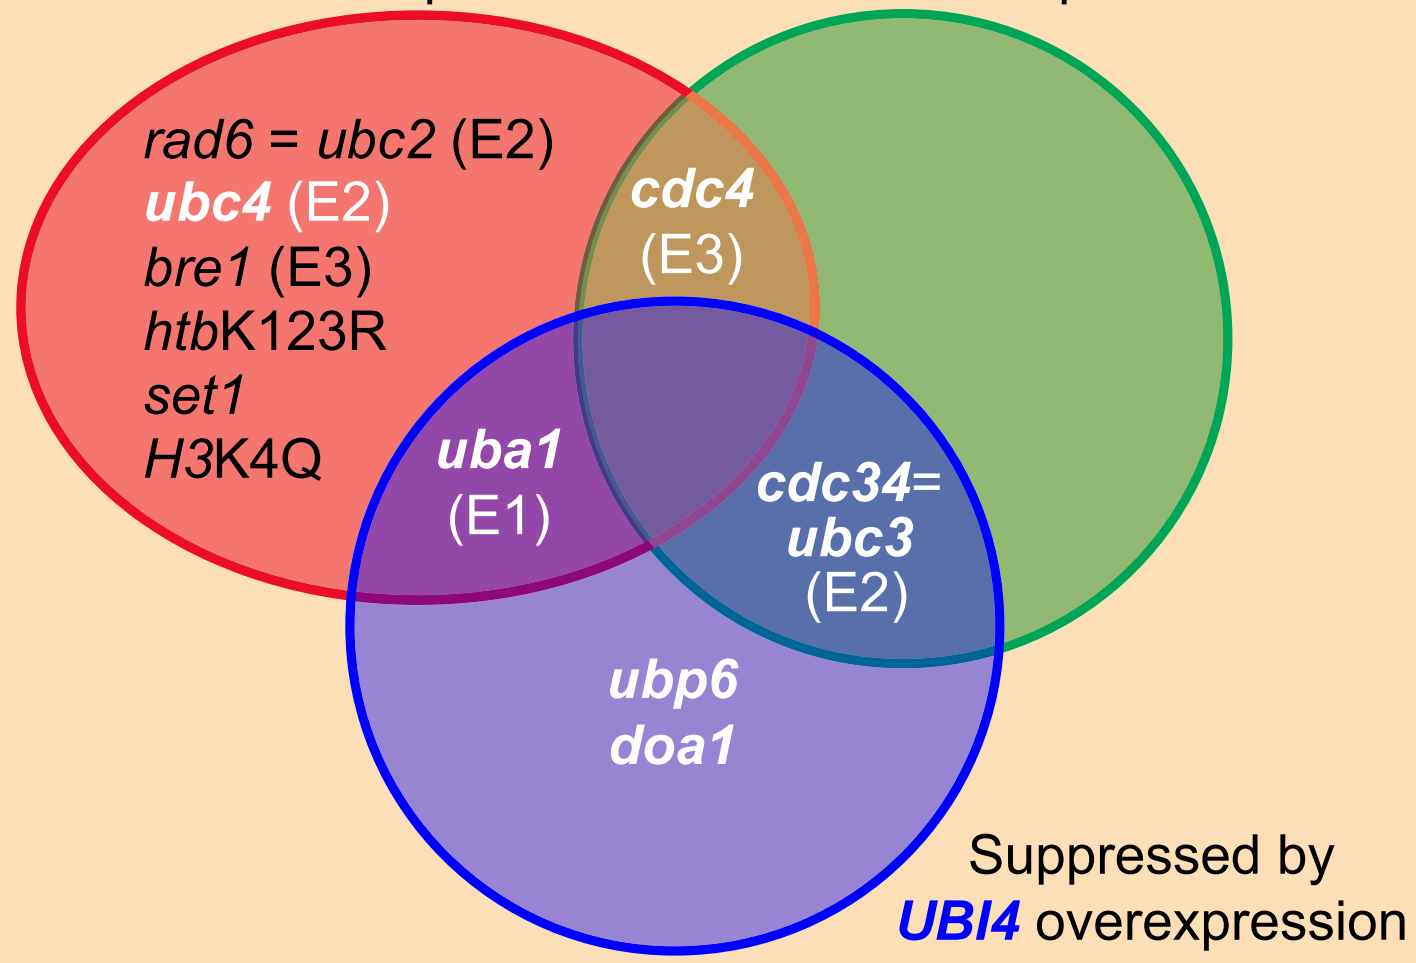 rad6 = ubc2 (E2)
ubc4 (E2)
bre1 (E3)
htbK123R
set1
H3K4Q
cdc4
(E3)
uba1
(E1)
cdc34=
ubc3
(E2)
ubp6
doa1
Suppressed by
UBI4 overexpression